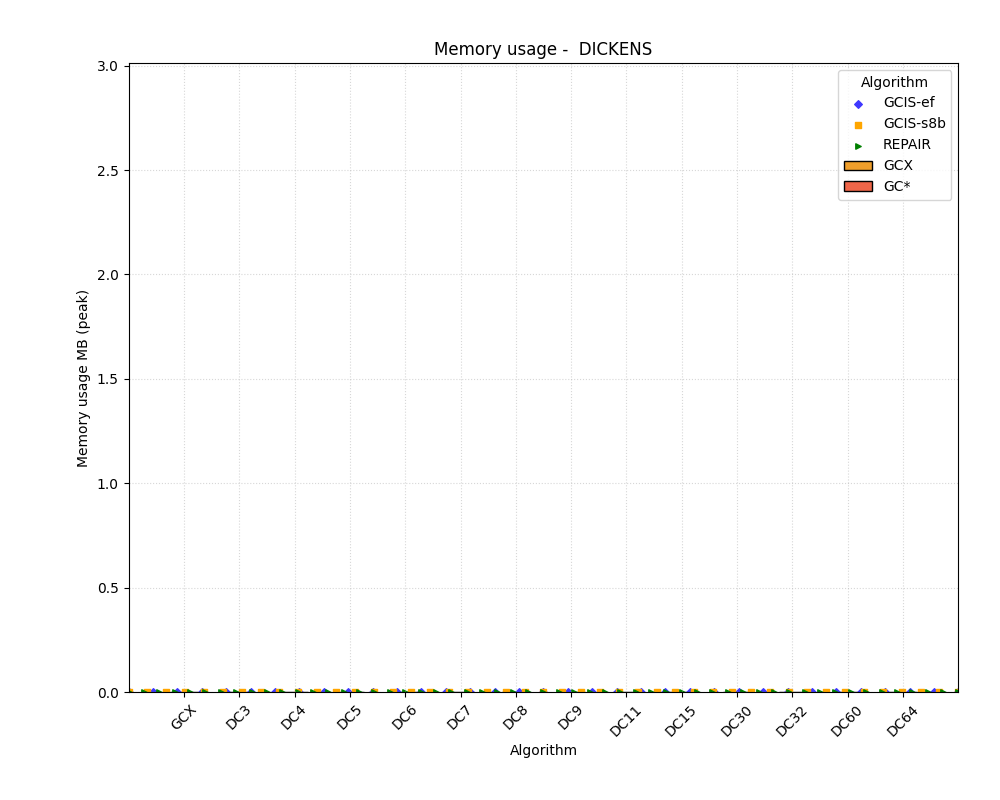 Memory usage -  DICKENS
Algorithm
GCIS-ef
GCIS-s8b
REPAIR
GCX
GC*
3.0
2.5
2.0
1.5
1.0
0.5
0.0
Memory usage MB (peak)
GCX
DC3
DC4
DC5
DC6
DC7
DC8
DC9
DC11
DC15
DC30
DC32
DC60
DC64
Algorithm